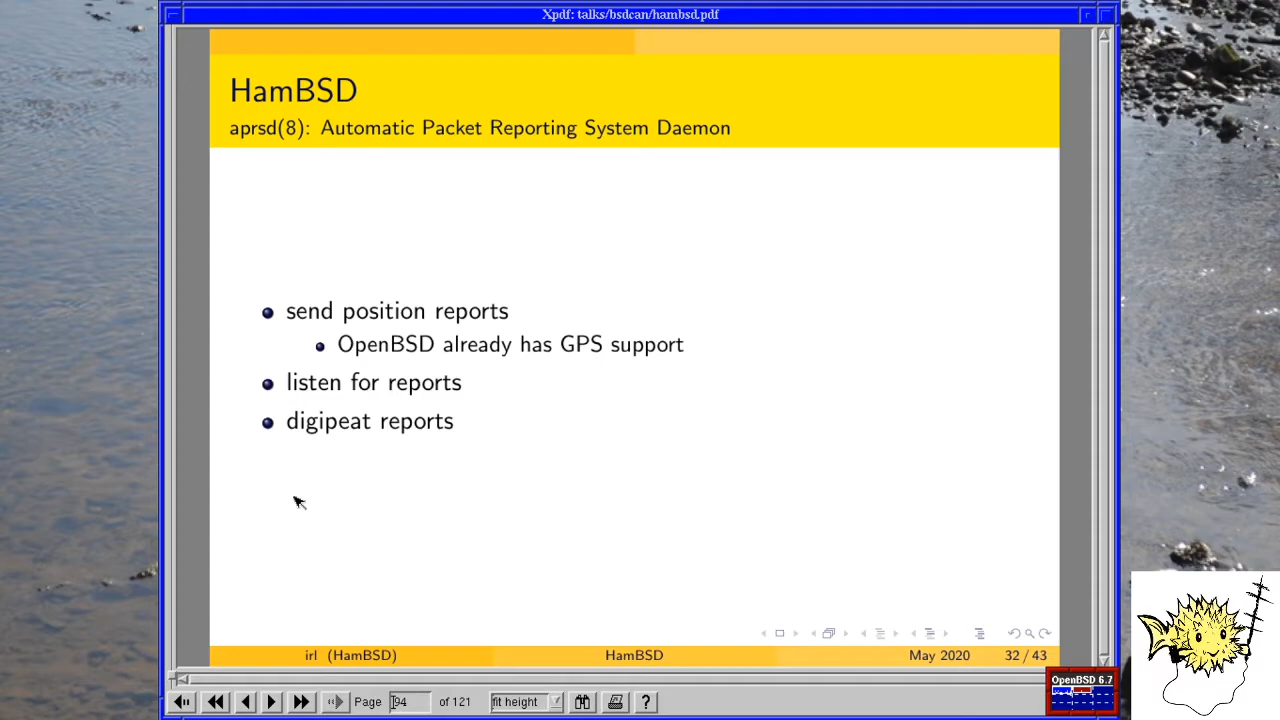 Xpdf: talks/bsdcan/hambsd.pdf
HamBSD
aprsd(8): Automatic Packet Reporting System Daemon
send position reports
OpenBSD already has GPS support
listen for reports
digipeat reports
irl (HamBSD) HamBSD May 2020 32 / 43
Page 94 of 121 fit height ?
OpenBSD 6.7